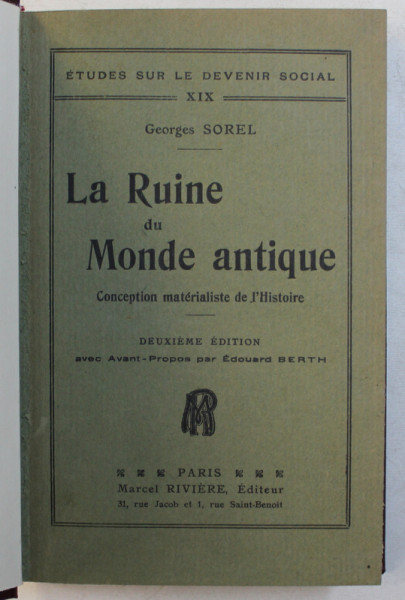 ÉTUDES SUR LE DEVENIR SOCIAL
XIX
Georges SOREL
La Ruine
du
Monde antique
Conception matérialiste de l'Histoire
DEUXIÈME ÉDITION
avec Avant-Propos par Édouard BERTH
MR
PARIS
Marcel RIVIÈRE, Éditeur
31, rue Jacob et 1, rue Saint-Benoit